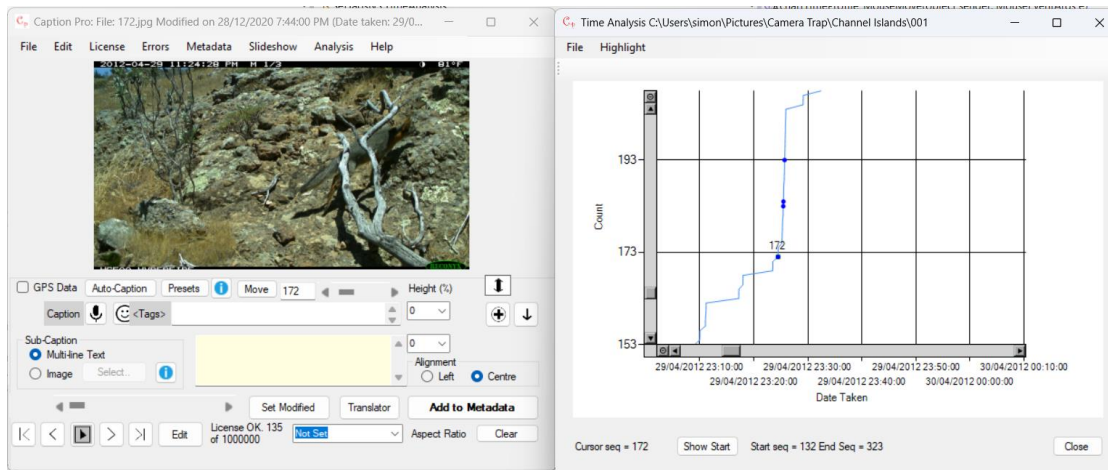 Caption Pro: File: 172.jpg Modified on 28/12/2020 7:44:00 PM (Date taken: 29/0...
File Edit License Errors Metadata Slideshow Analysis Help
2012-04-29 11:24:28 PM M 1/3 81°F
GPS Data Auto-Caption Presets Move 172 Height (%)
Caption <Tags> 0
Sub-Caption 0
Multi-line Text
Image Select.. Alignment
Left Centre
Set Modified Translator Add to Metadata
Edit License OK. 135 of 1000000 Not Set Aspect Ratio Clear
Time Analysis C:\Users\simon\Pictures\Camera Trap\Channel Islands\001
File Highlight
193
Count
172
173
153
29/04/2012 23:10:00 29/04/2012 23:30:00 29/04/2012 23:50:00 30/04/2012 00:10:00
29/04/2012 23:20:00 29/04/2012 23:40:00 30/04/2012 00:00:00
Date Taken
Cursor seq = 172 Show Start Start seq = 132 End Seq = 323 Close